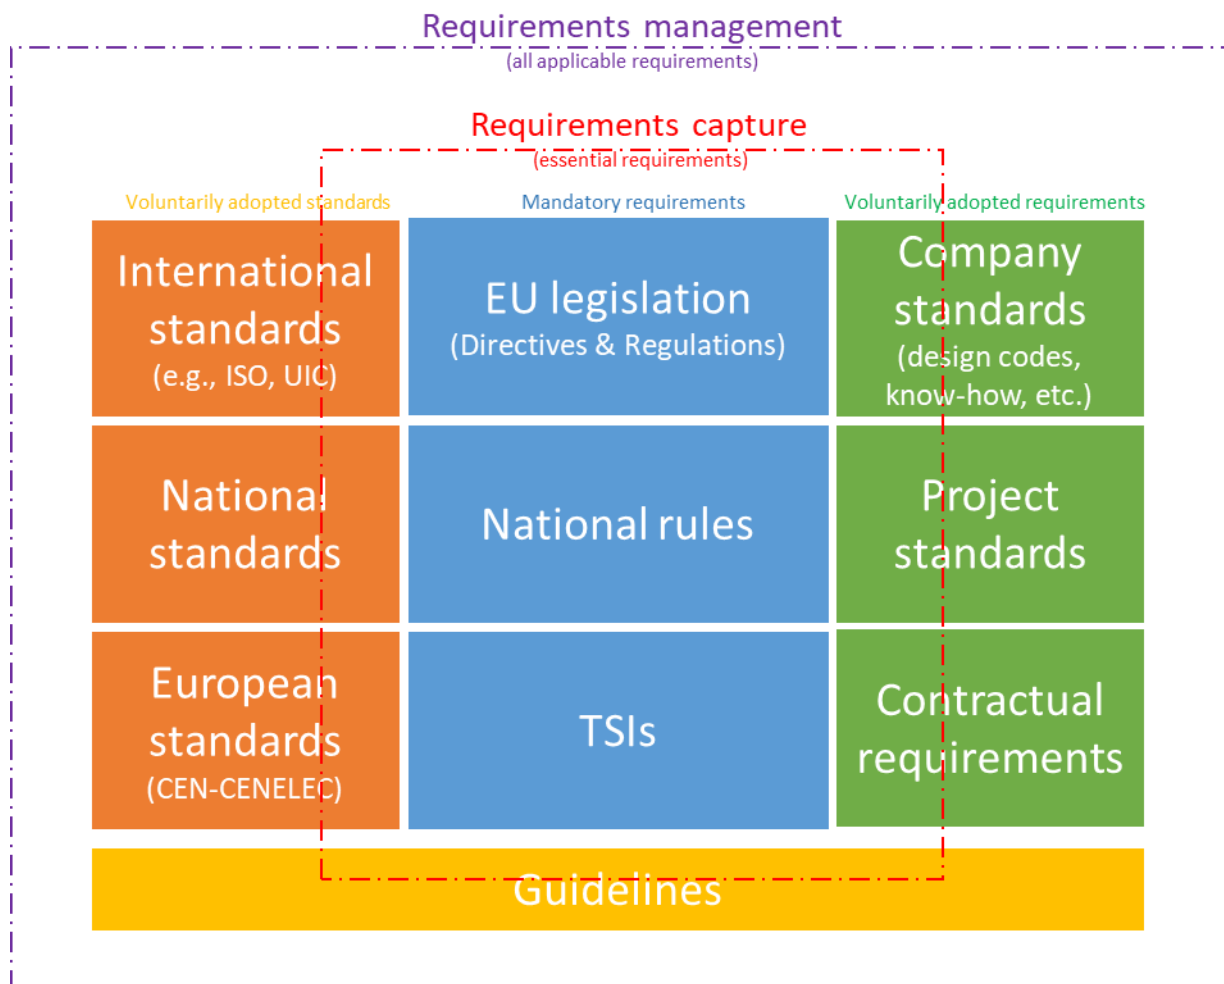 Requirements management
(all applicable requirements)
Requirements capture
(essential requirements)
Voluntarily adopted standards
Mandatory requirements
Voluntarily adopted requirements
International
standards
(e.g., ISO, UIC)
EU legislation
(Directives & Regulations)
Company
standards
(design codes,
know-how, etc.)
National
standards
National rules
Project
standards
European
standards
(CEN-CENELEC)
TSIs
Contractual
requirements
Guidelines